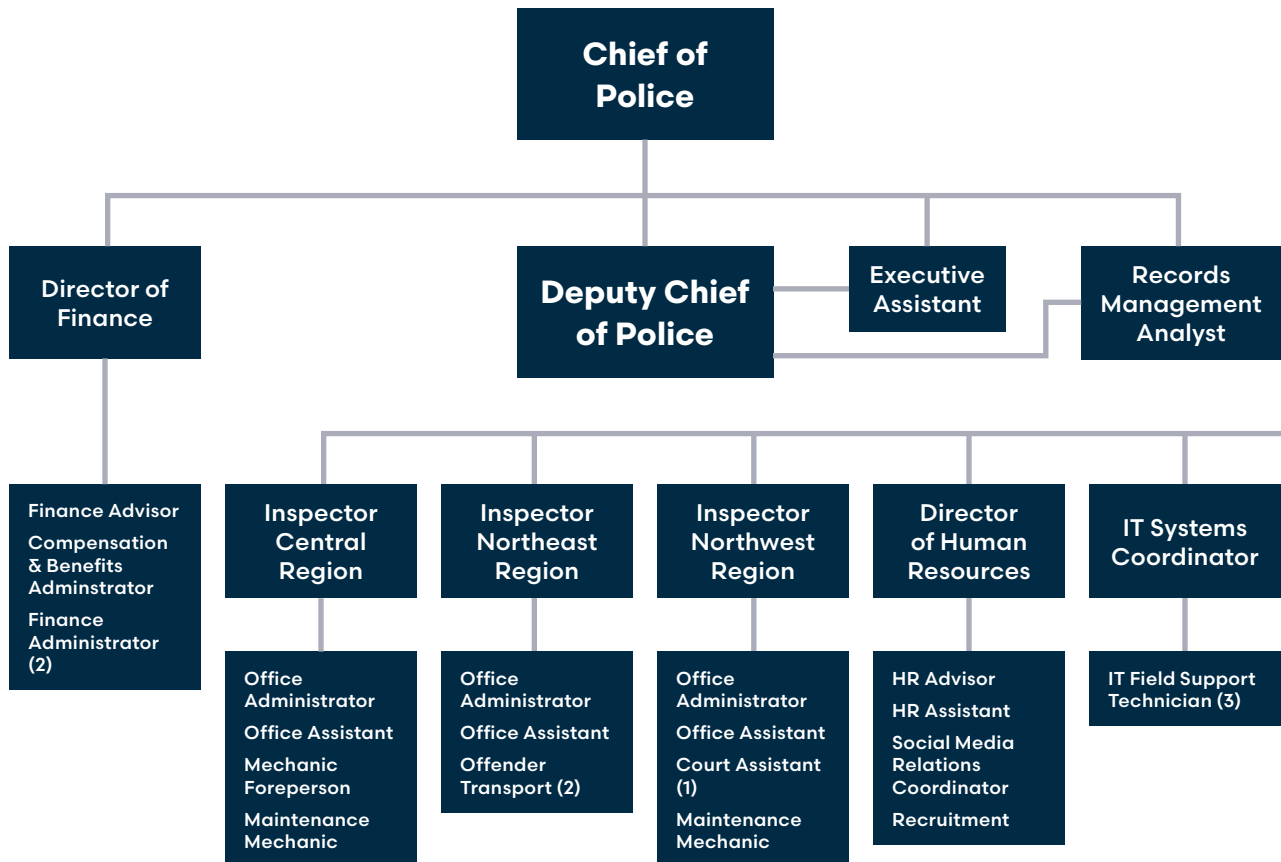 Chief of
Police
Director of
Finance
Deputy Chief
of Police
Executive
Assistant
Records
Management
Analyst
Finance Advisor
Compensation
& Benefits
Adminstrator
Finance
Administrator
(2)
Inspector
Central
Region
Inspector
Northeast
Region
Inspector
Northwest
Region
Director
of Human
Resources
IT Systems
Coordinator
Office
Administrator
Office Assistant
Mechanic
Foreperson
Maintenance
Mechanic
Office
Administrator
Office Assistant
Offender
Transport (2)
Office
Administrator
Office Assistant
Court Assistant
(1)
Maintenance
Mechanic
HR Advisor
HR Assistant
Social Media
Relations
Coordinator
Recruitment
IT Field Support
Technician (3)